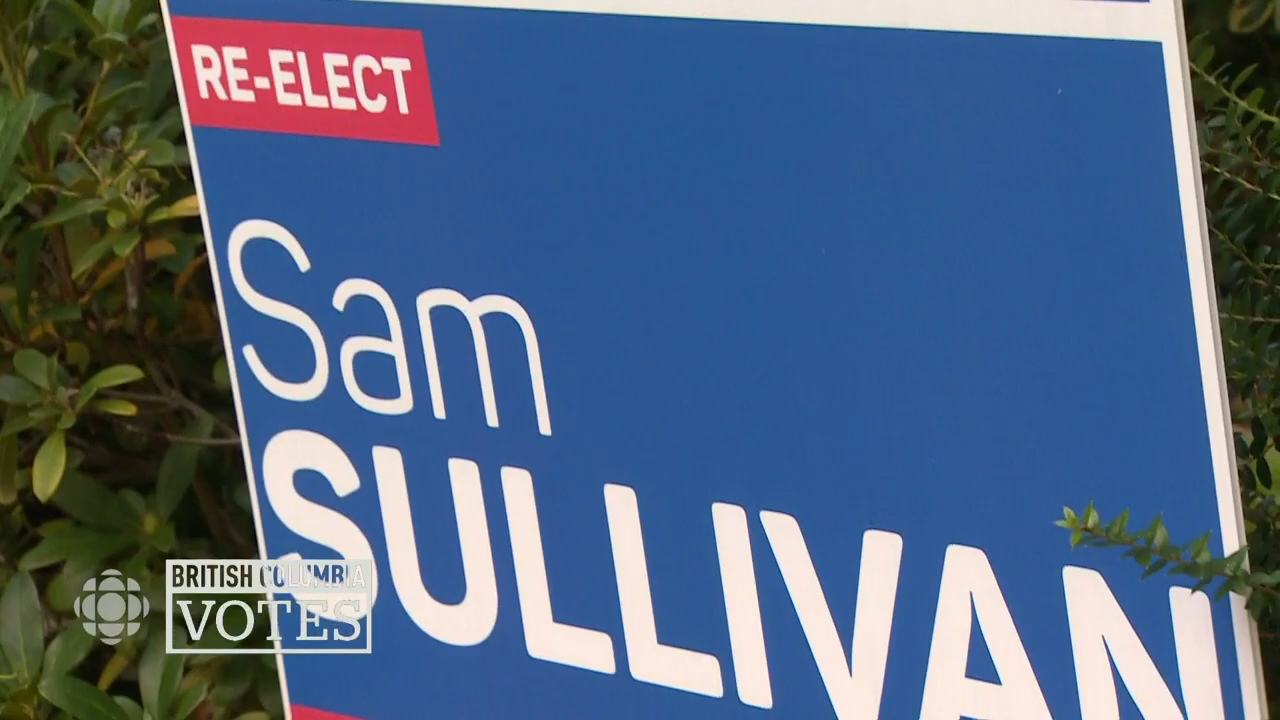 RE-ELECT
Sam
SULLIVAN
BRITISH COLUMBIA
VOTES